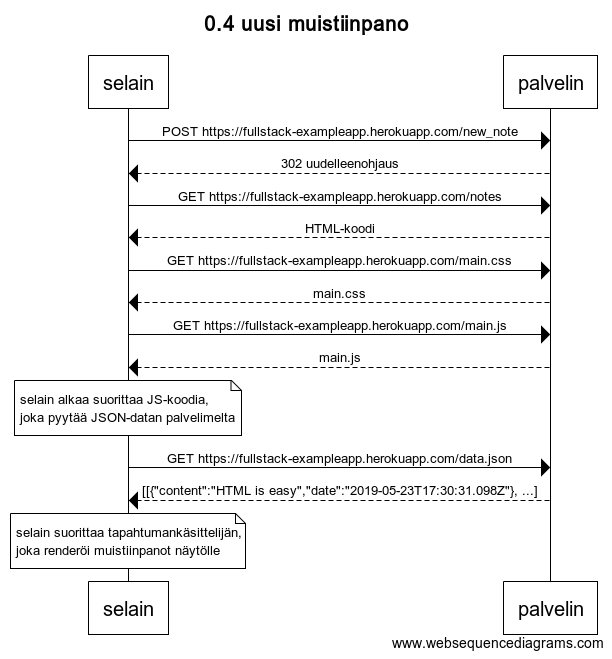 0.4 uusi muistiinpano
selain
palvelin
POST https://fullstack-exampleapp.herokuapp.com/new_note
302 uudelleenohjaus
GET https://fullstack-exampleapp.herokuapp.com/notes
HTML-koodi
GET https://fullstack-exampleapp.herokuapp.com/main.css
main.css
GET https://fullstack-exampleapp.herokuapp.com/main.js
main.js
selain alkaa suorittaa JS-koodia,
joka pyytää JSON-datan palvelimelta
GET https://fullstack-exampleapp.herokuapp.com/data.json
[[{"content":"HTML is easy","date":"2019-05-23T17:30:31.098Z"}, ...]
selain suorittaa tapahtumankäsittelijän,
joka renderöi muistiinpanot näytölle
selain
palvelin
www.websequencediagrams.com